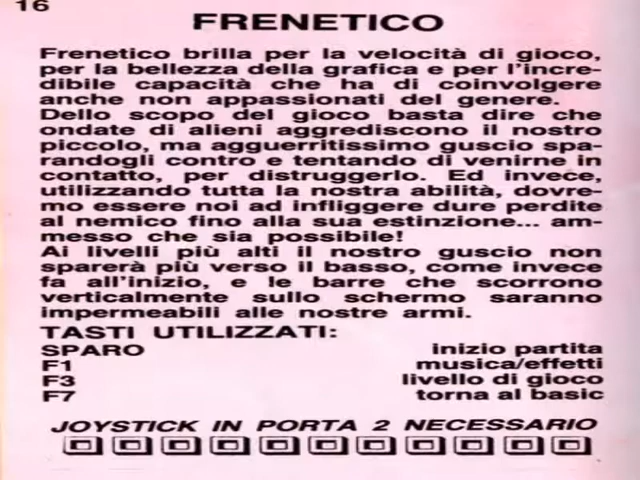 16
FRENETICO
Frenetico brilla per la velocità di gioco,
per la bellezza della grafica e per l'incre-
dibile capacità che ha di coinvolgere
anche non appassionati del genere.
Dello scopo del gioco basta dire che
ondate di alieni aggrediscono il nostro
piccolo, ma agguerritissimo guscio spa-
randogli contro e tentando di venirne in
contatto, per distruggerlo. Ed invece,
utilizzando tutta la nostra abilità, dovre-
mo essere noi ad infliggere dure perdite
al nemico fino alla sua estinzione... am-
messo che sia possibile!
Ai livelli più alti il nostro guscio non
sparerà più verso il basso, come invece
fa all'inizio, e le barre che scorrono
verticalmente sullo schermo saranno
impermeabili alle nostre armi.
TASTI UTILIZZATI:
SPARO inizio partita
F1 musica/effetti
F3 livello di gioco
F7 torna al basic
JOYSTICK IN PORTA 2 NECESSARIO